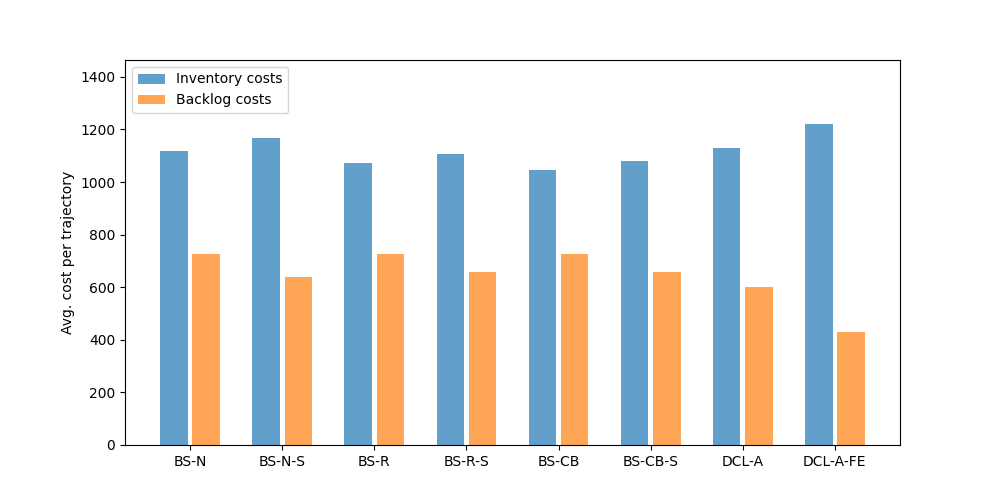 Inventory costs
Backlog costs
Avg. cost per trajectory
1400
1200
1000
800
600
400
200
0
BS-N BS-N-S BS-R BS-R-S BS-CB BS-CB-S DCL-A DCL-A-FE